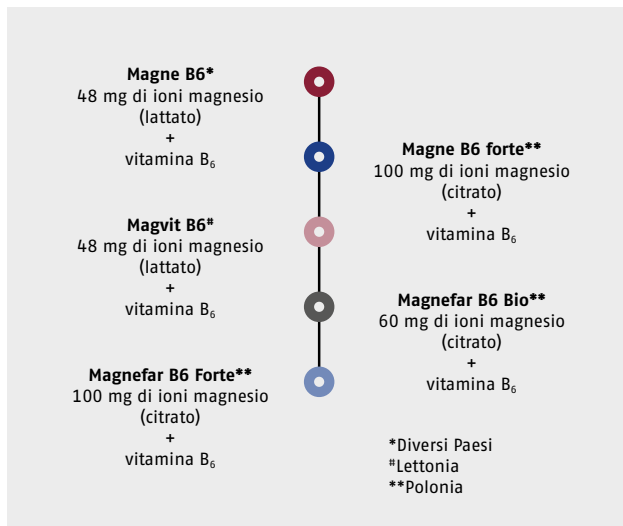 Magne B6*
48 mg di ioni magnesio
(lattato)
+
vitamina B₆
Magne B6 forte**
100 mg di ioni magnesio
(citrato)
+
vitamina B₆
Magvit B6#
48 mg di ioni magnesio
(lattato)
+
vitamina B₆
Magnefar B6 Bio**
60 mg di ioni magnesio
(citrato)
+
vitamina B₆
Magnefar B6 Forte**
100 mg di ioni magnesio
(citrato)
+
vitamina B₆
*Diversi Paesi
#Lettonia
**Polonia